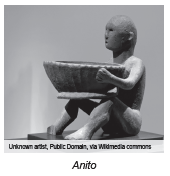 Unknown artist, Public Domain, via Wikimedia commons
Anito